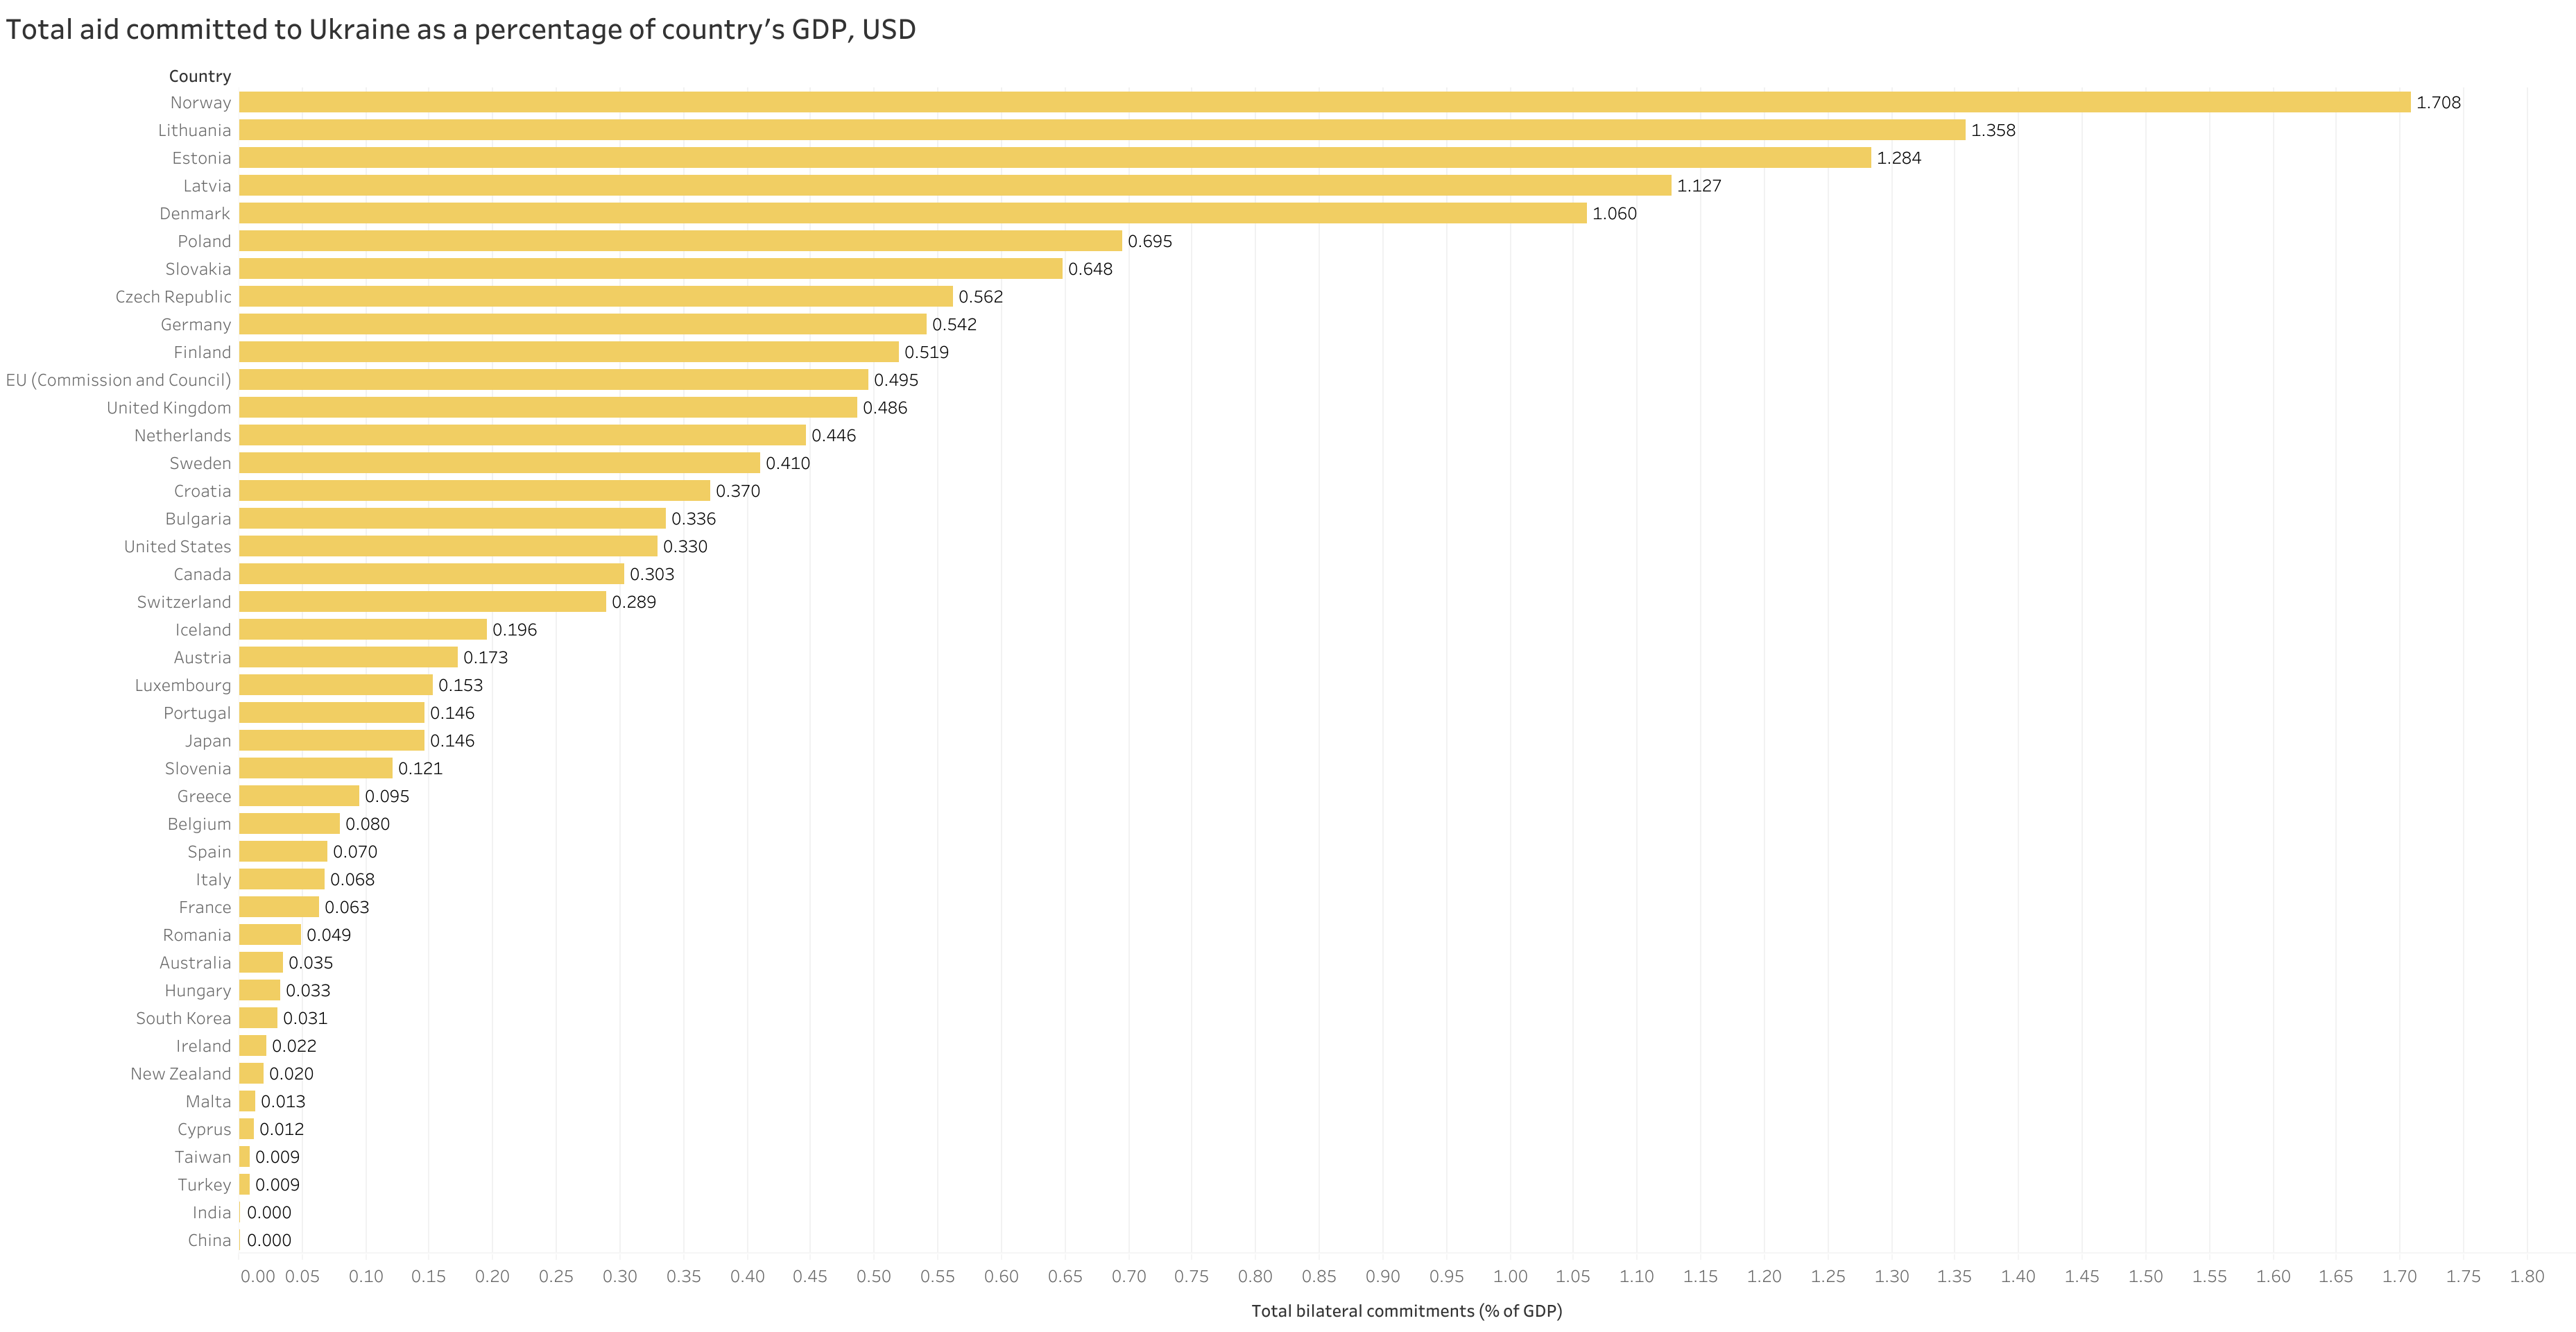 Total aid committed to Ukraine as a percentage of country’s GDP, USD
Country
Norway 1.708
Lithuania 1.358
Estonia 1.284
Latvia 1.127
Denmark 1.060
Poland 0.695
Slovakia 0.648
Czech Republic 0.562
Germany 0.542
Finland 0.519
EU (Commission and Council) 0.495
United Kingdom 0.486
Netherlands 0.446
Sweden 0.410
Croatia 0.370
Bulgaria 0.336
United States 0.330
Canada 0.303
Switzerland 0.289
Iceland 0.196
Austria 0.173
Luxembourg 0.153
Portugal 0.146
Japan 0.146
Slovenia 0.121
Greece 0.095
Belgium 0.080
Spain 0.070
Italy 0.068
France 0.063
Romania 0.049
Australia 0.035
Hungary 0.033
South Korea 0.031
Ireland 0.022
New Zealand 0.020
Malta 0.013
Cyprus 0.012
Taiwan 0.009
Turkey 0.009
India 0.000
China 0.000
0.00 0.05 0.10 0.15 0.20 0.25 0.30 0.35 0.40 0.45 0.50 0.55 0.60 0.65 0.70 0.75 0.80 0.85 0.90 0.95 1.00 1.05 1.10 1.15 1.20 1.25 1.30 1.35 1.40 1.45 1.50 1.55 1.60 1.65 1.70 1.75 1.80
Total bilateral commitments (% of GDP)